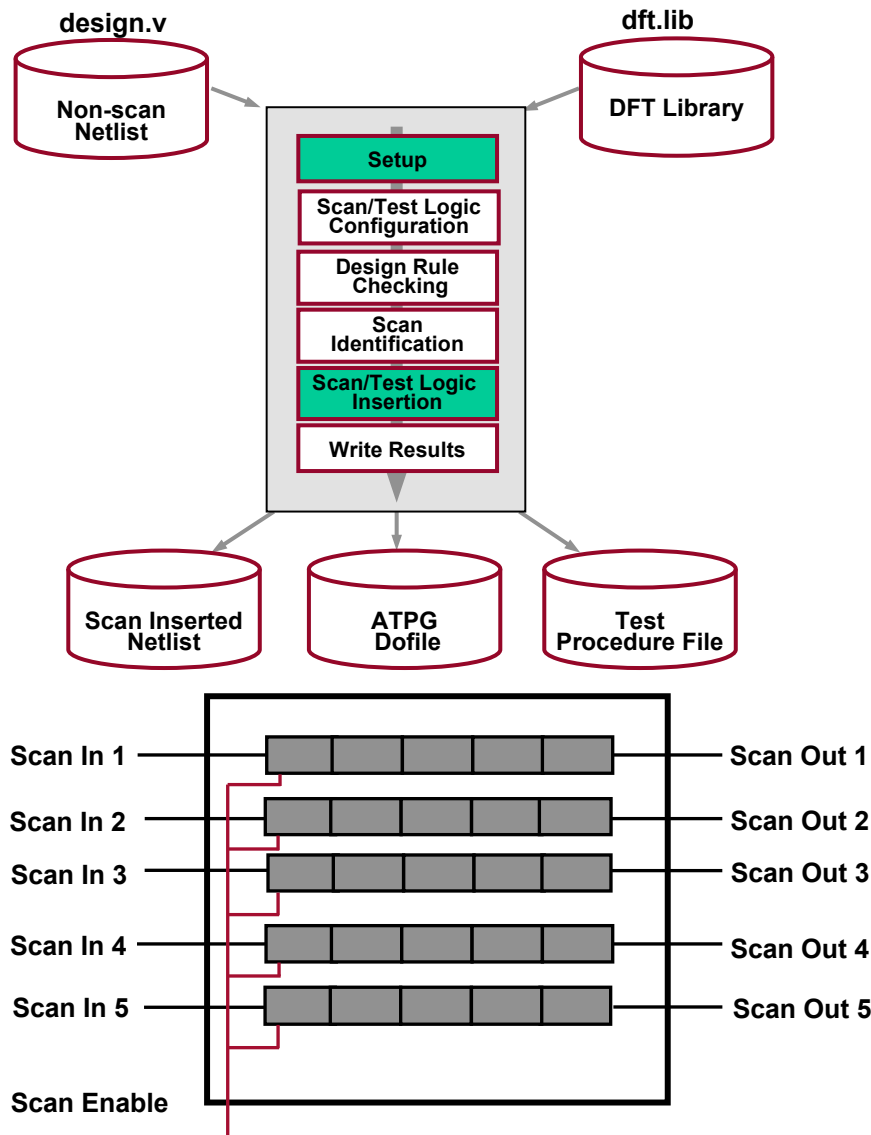 design.v
dft.lib
Non-scan
Netlist
DFT Library
Setup
Scan/Test Logic
Configuration
Design Rule
Checking
Scan
Identification
Scan/Test Logic
Insertion
Write Results
Scan Inserted
Netlist
ATPG
Dofile
Test
Procedure File
Scan In 1
Scan Out 1
Scan In 2
Scan Out 2
Scan In 3
Scan Out 3
Scan In 4
Scan Out 4
Scan In 5
Scan Out 5
Scan Enable